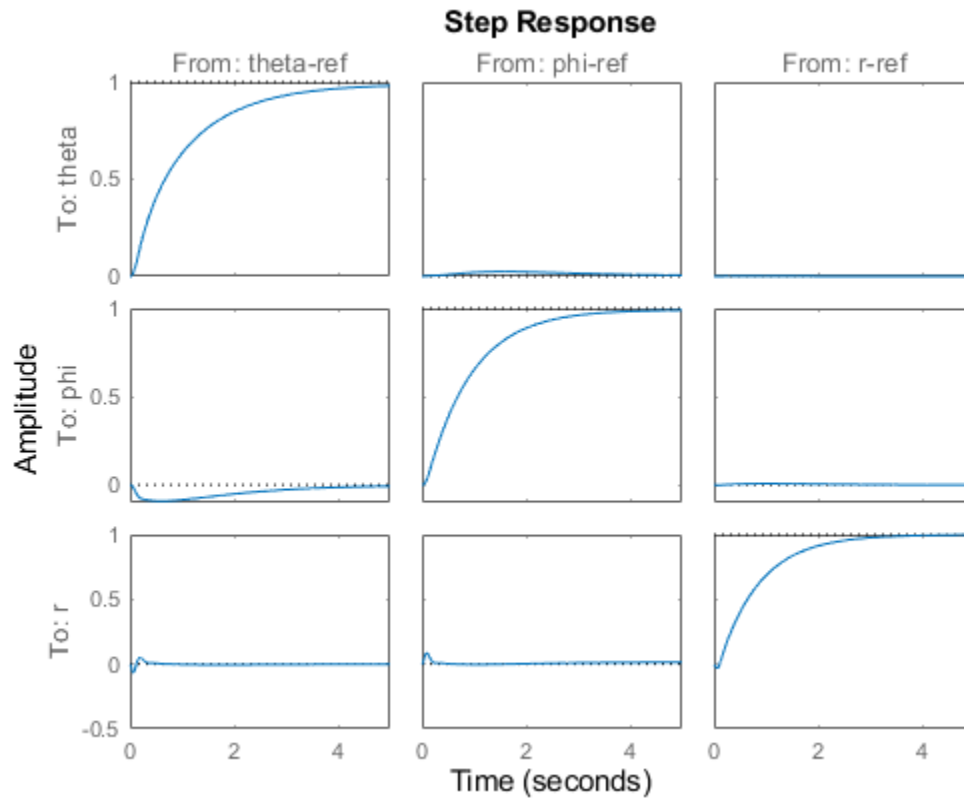 Step Response
From: theta-ref From: phi-ref From: r-ref
Amplitude
To: theta
1
0.5
0
To: phi
1
0.5
0
To: r
1
0.5
0
-0.5
0 2 4 0 2 4 0 2 4
Time (seconds)